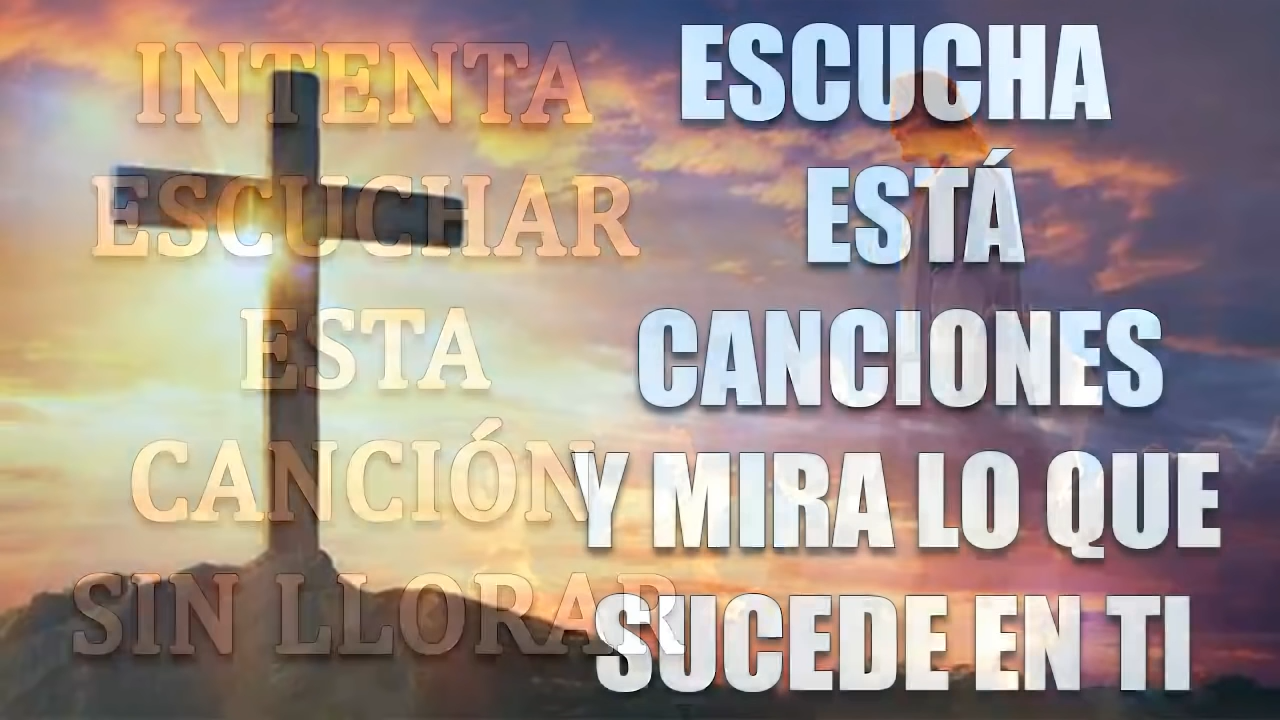 INTENTA
ESCUCHAR
ESTA
CANCIÓN
SIN LLORAR
ESCUCHA
ESTÁ
CANCIONES
Y MIRA LO QUE
SUCEDE EN TI